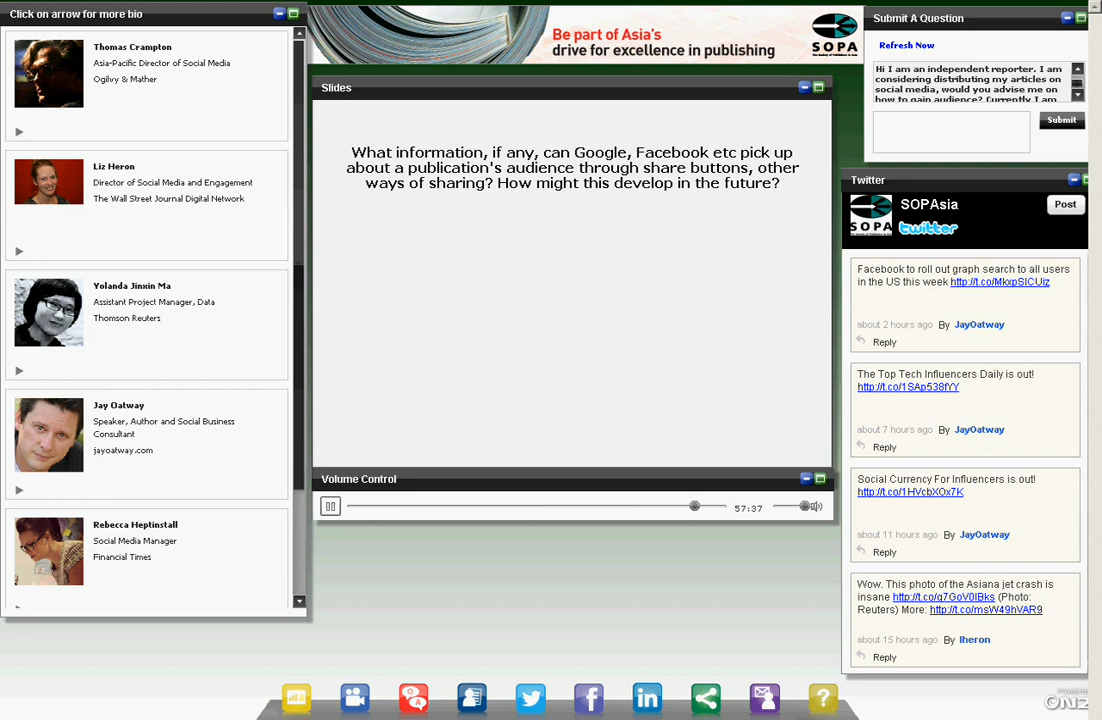 Click on arrow for more bio
Thomas Crampton
Asia-Pacific Director of Social Media
Ogilvy & Mather
Liz Heron
Director of Social Media and Engagement
The Wall Street Journal Digital Network
Yolanda Jinxin Ma
Assistant Project Manager, Data
Thomson Reuters
Jay Oatway
Speaker, Author and Social Business
Consultant
jayoatway.com
Rebecca Heptinstall
Social Media Manager
Financial Times
Be part of Asia's
drive for excellence in publishing
SOPA
Slides
What information, if any, can Google, Facebook etc pick up
about a publication's audience through share buttons, other
ways of sharing? How might this develop in the future?
Volume Control
57:37
Submit A Question
Refresh Now
Hi I am an independent reporter. I am
considering distributing my articles on
social media, would you advise me on
how to gain audience? Currently I am
Submit
Twitter
SOPA
SOPAsia
Post
twitter
Facebook to roll out graph search to all users
in the US this week http://t.co/MkxpSICUiz
about 2 hours ago By JayOatway
Reply
The Top Tech Influencers Daily is out!
http://t.co/1SAp538fYY
about 7 hours ago By JayOatway
Reply
Social Currency For Influencers is out!
http://t.co/1HVcbXOx7K
about 11 hours ago By JayOatway
Reply
Wow. This photo of the Asiana jet crash is
insane http://t.co/q7GoV0IBks (Photo:
Reuters) More: http://t.co/msW49hVAR9
about 15 hours ago By lheron
Reply
Q
A
in
?